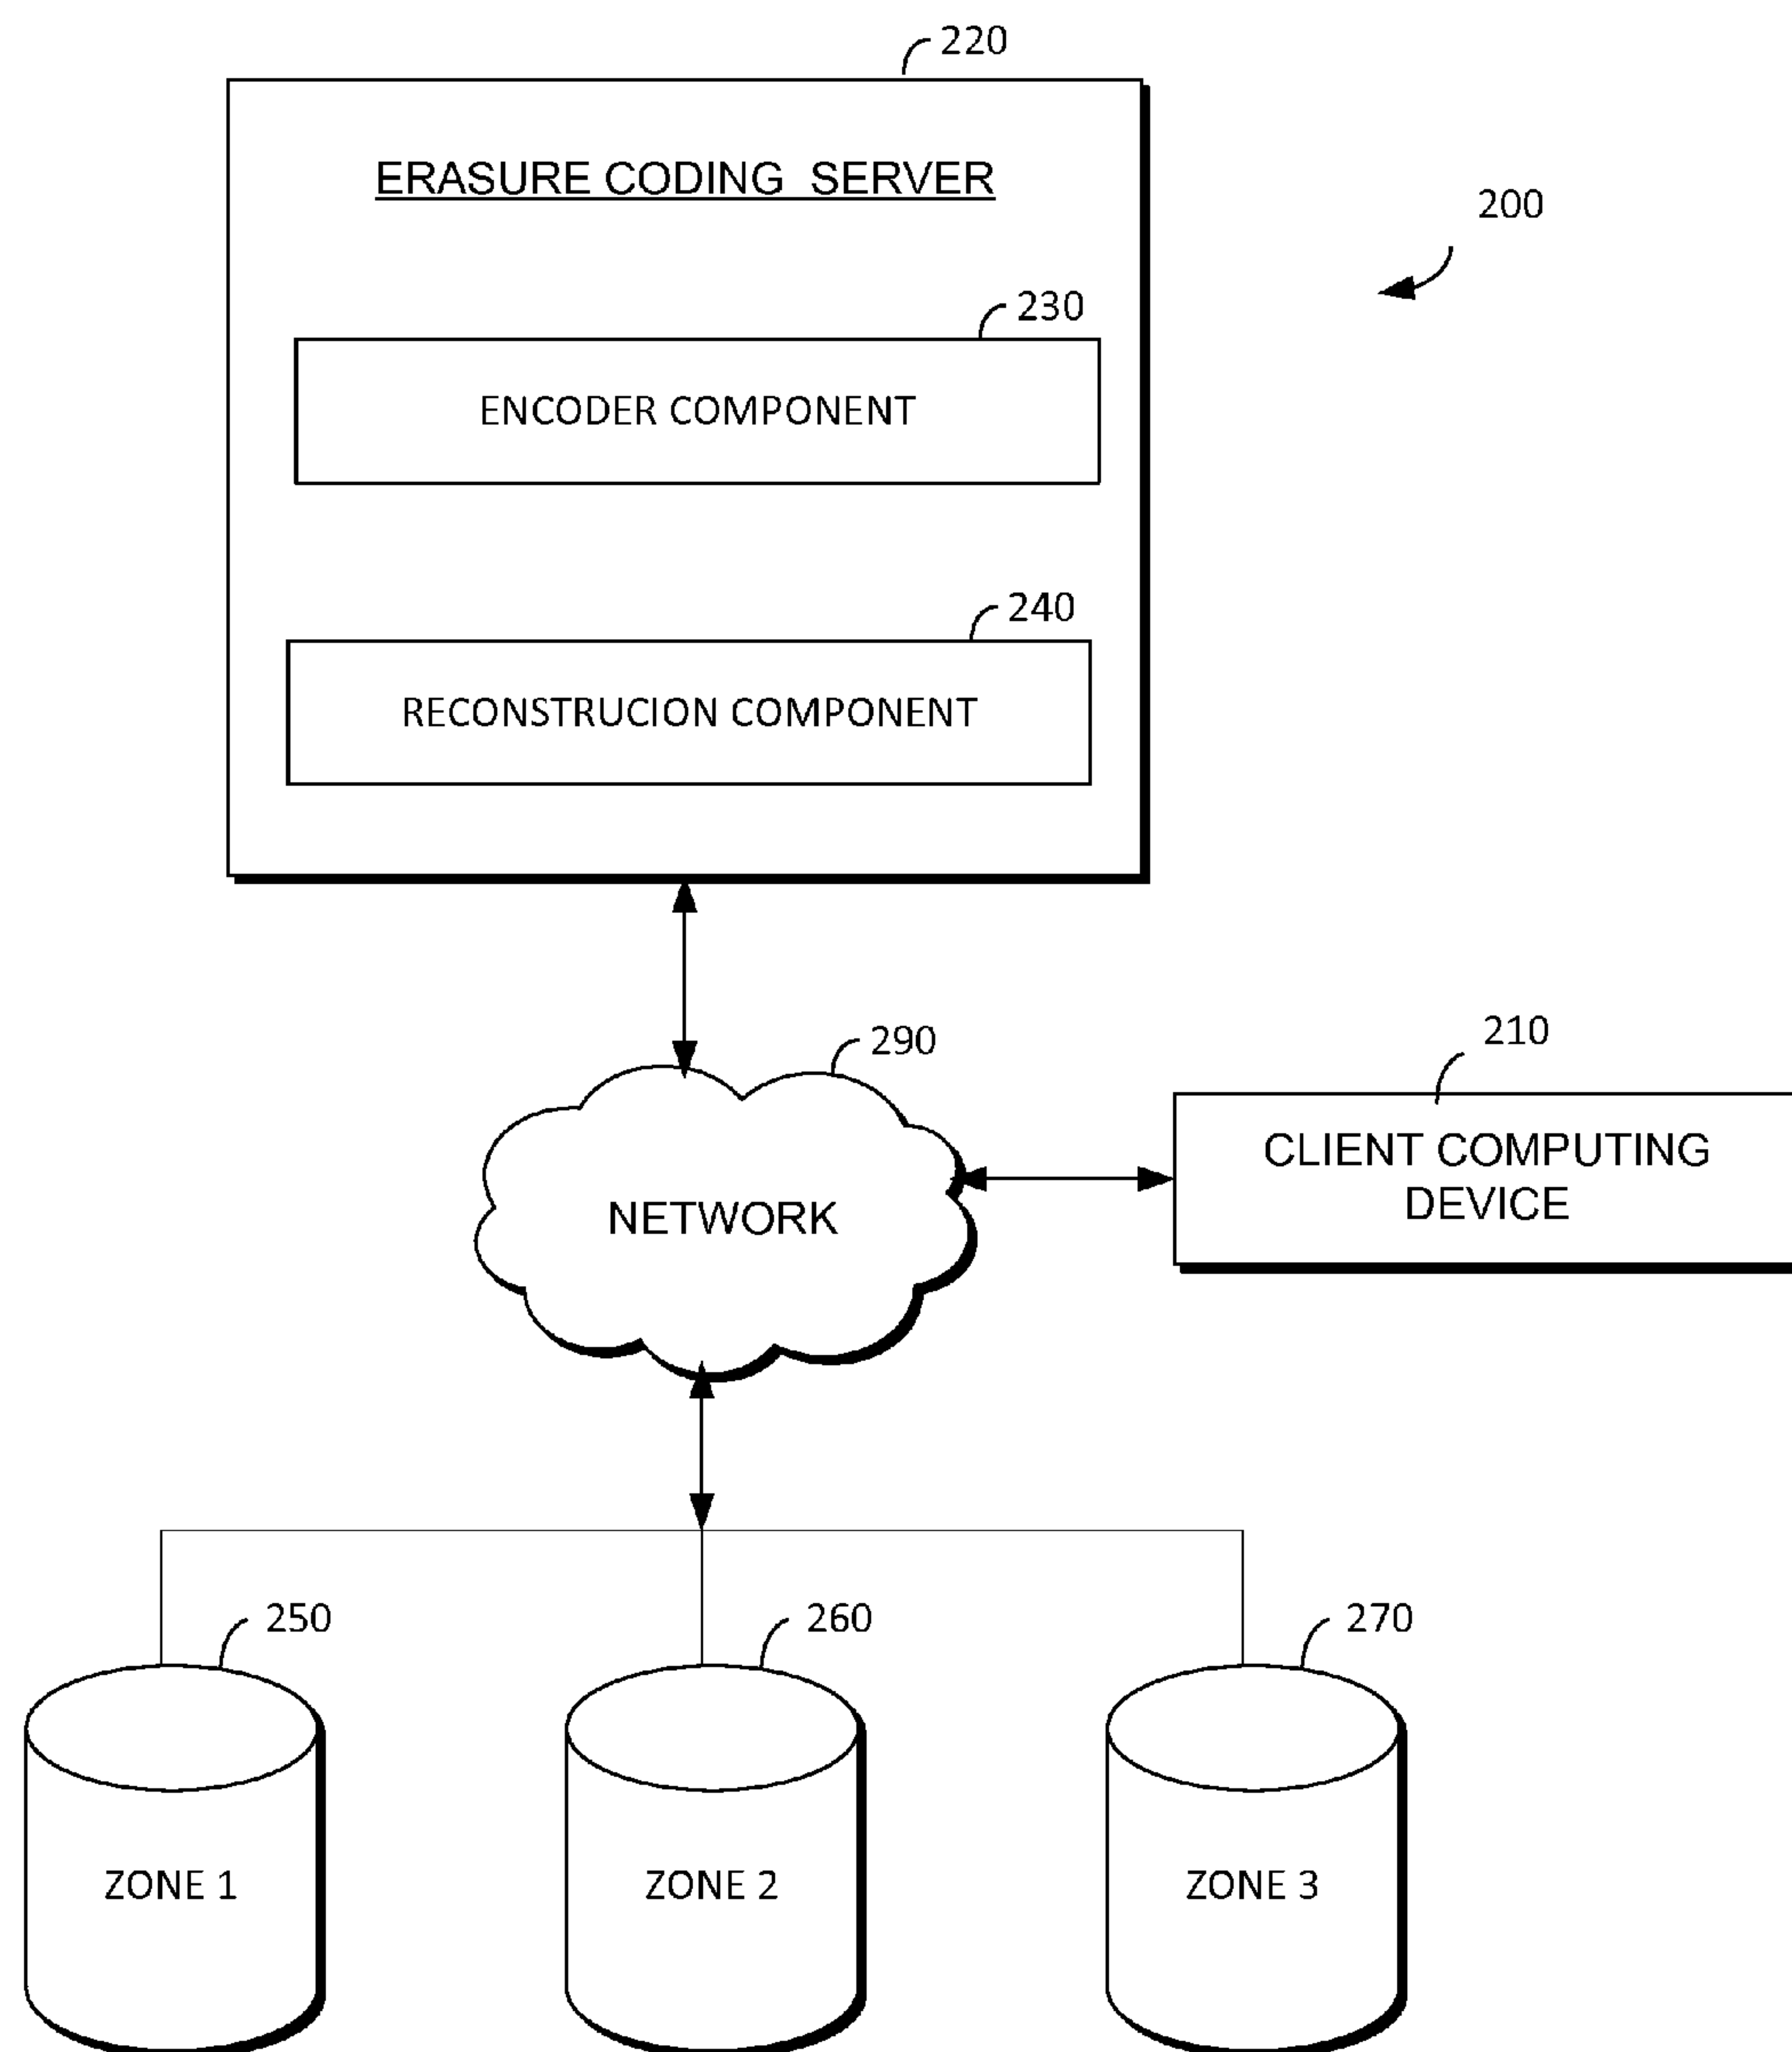 220
ERASURE CODING SERVER
200
230
ENCODER COMPONENT
240
RECONSTRUCION COMPONENT
290
NETWORK
210
CLIENT COMPUTING
DEVICE
250
260
270
ZONE 1
ZONE 2
ZONE 3